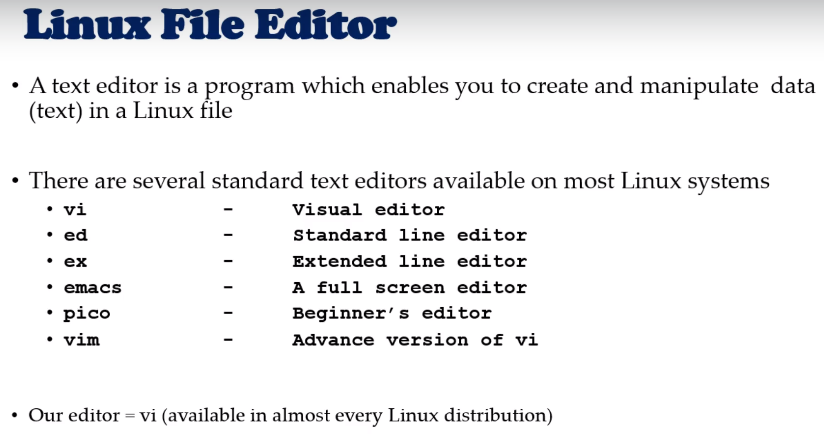 Linux File Editor
• A text editor is a program which enables you to create and manipulate data
(text) in a Linux file
• There are several standard text editors available on most Linux systems
• vi – Visual editor
• ed – Standard line editor
• ex – Extended line editor
• emacs – A full screen editor
• pico – Beginner’s editor
• vim – Advance version of vi
• Our editor = vi (available in almost every Linux distribution)